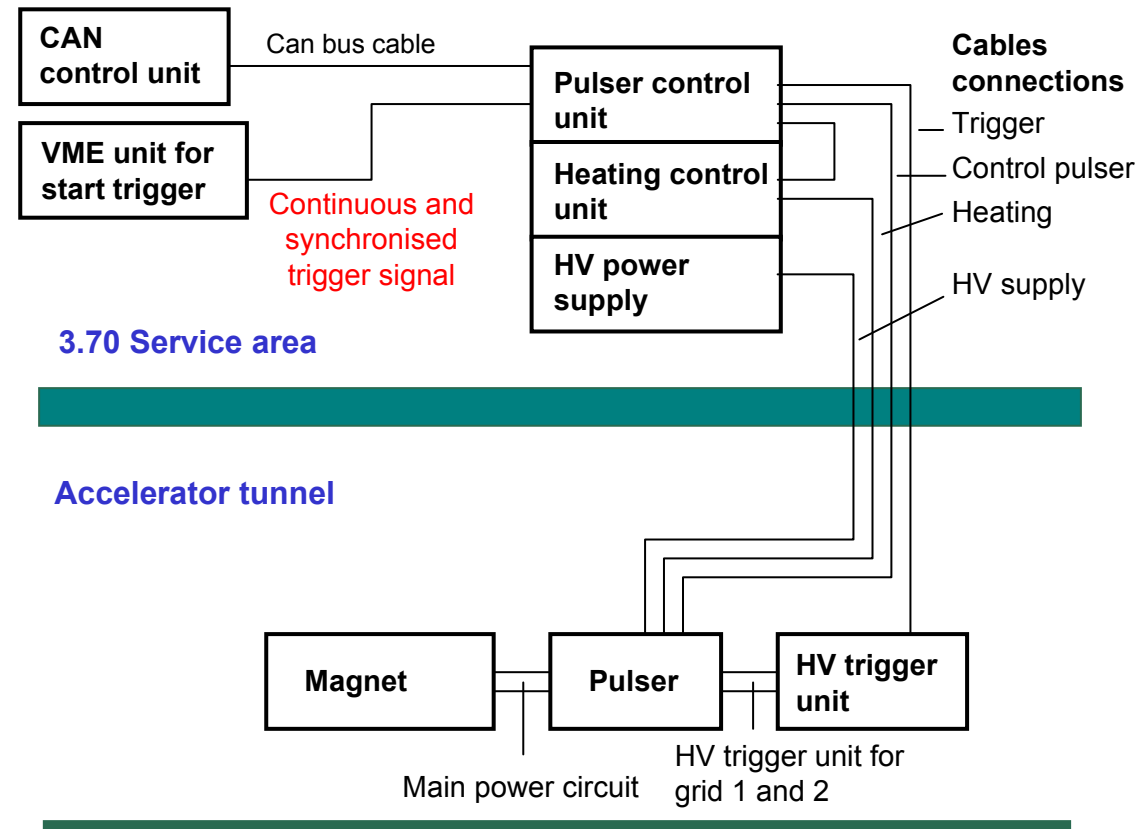 CAN
control unit
Can bus cable
VME unit for
start trigger
Continuous and
synchronised
trigger signal
Pulser control
unit
Heating control
unit
HV power
supply
Cables
connections
Trigger
Control pulser
Heating
HV supply
3.70 Service area
Accelerator tunnel
Magnet
Pulser
HV trigger
unit
Main power circuit
HV trigger unit for
grid 1 and 2